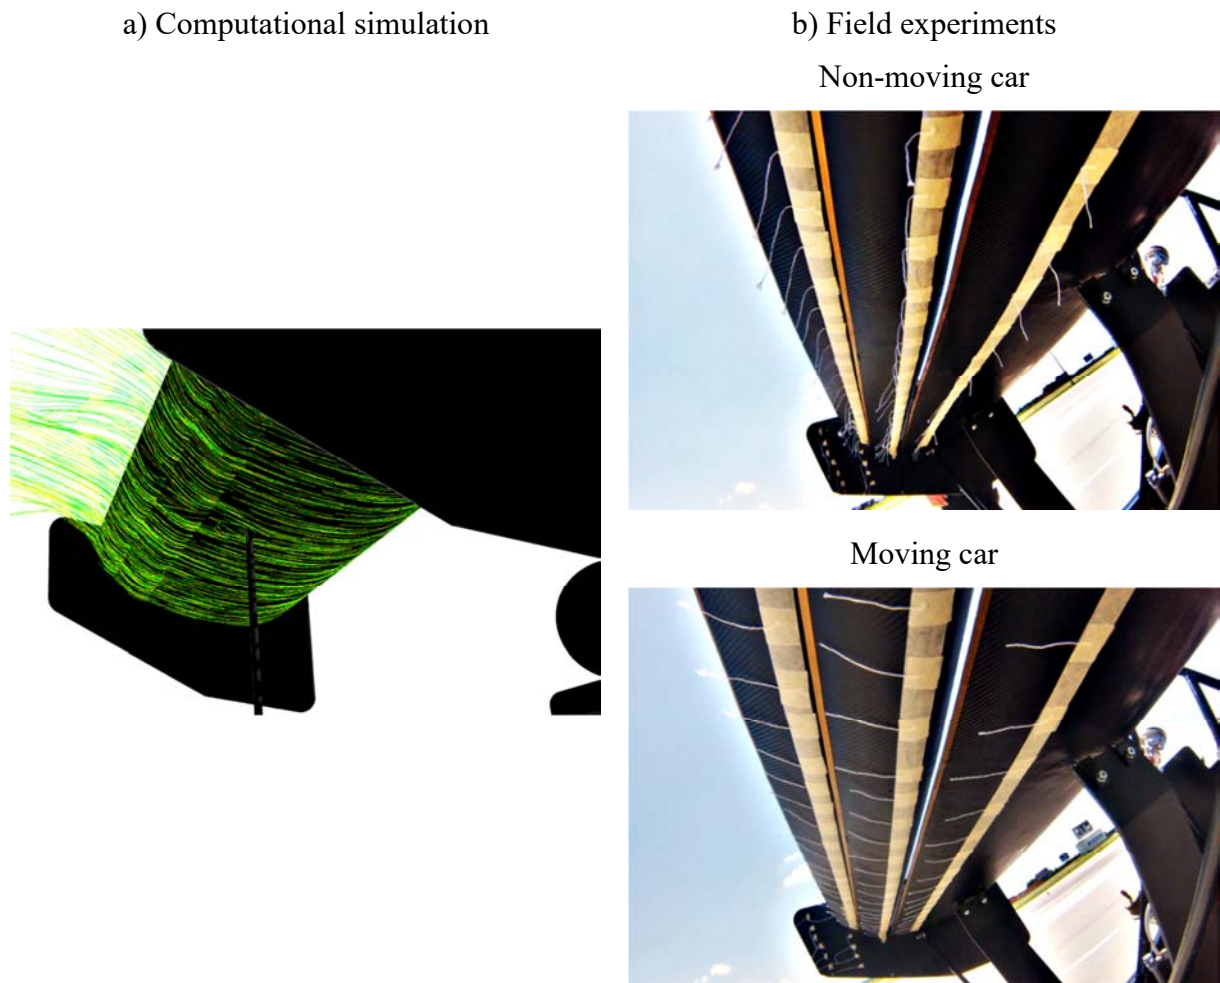 a) Computational simulation
b) Field experiments
Non-moving car
Moving car